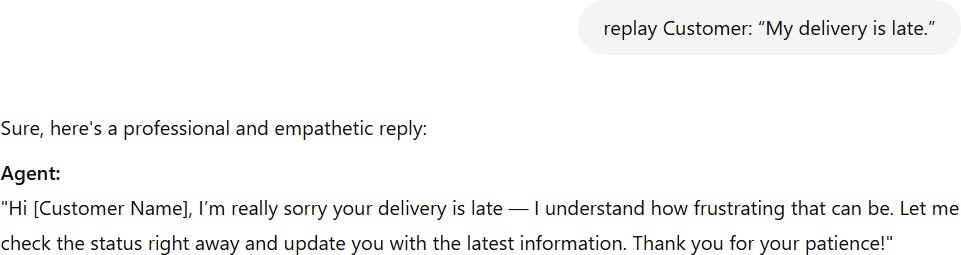 replay Customer: “My delivery is late.”
Sure, here's a professional and empathetic reply:
Agent:
"Hi [Customer Name], I’m really sorry your delivery is late — I understand how frustrating that can be. Let me
check the status right away and update you with the latest information. Thank you for your patience!"